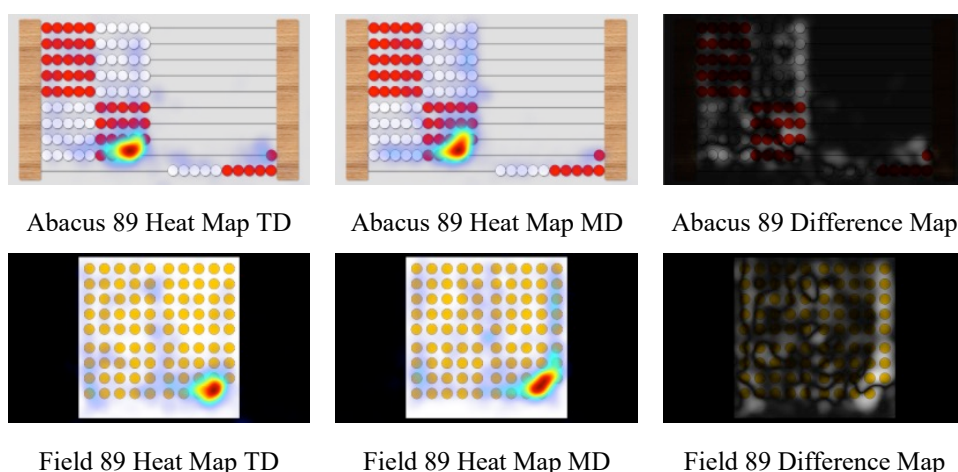 Abacus 89 Heat Map TD Abacus 89 Heat Map MD Abacus 89 Difference Map
Field 89 Heat Map TD Field 89 Heat Map MD Field 89 Difference Map